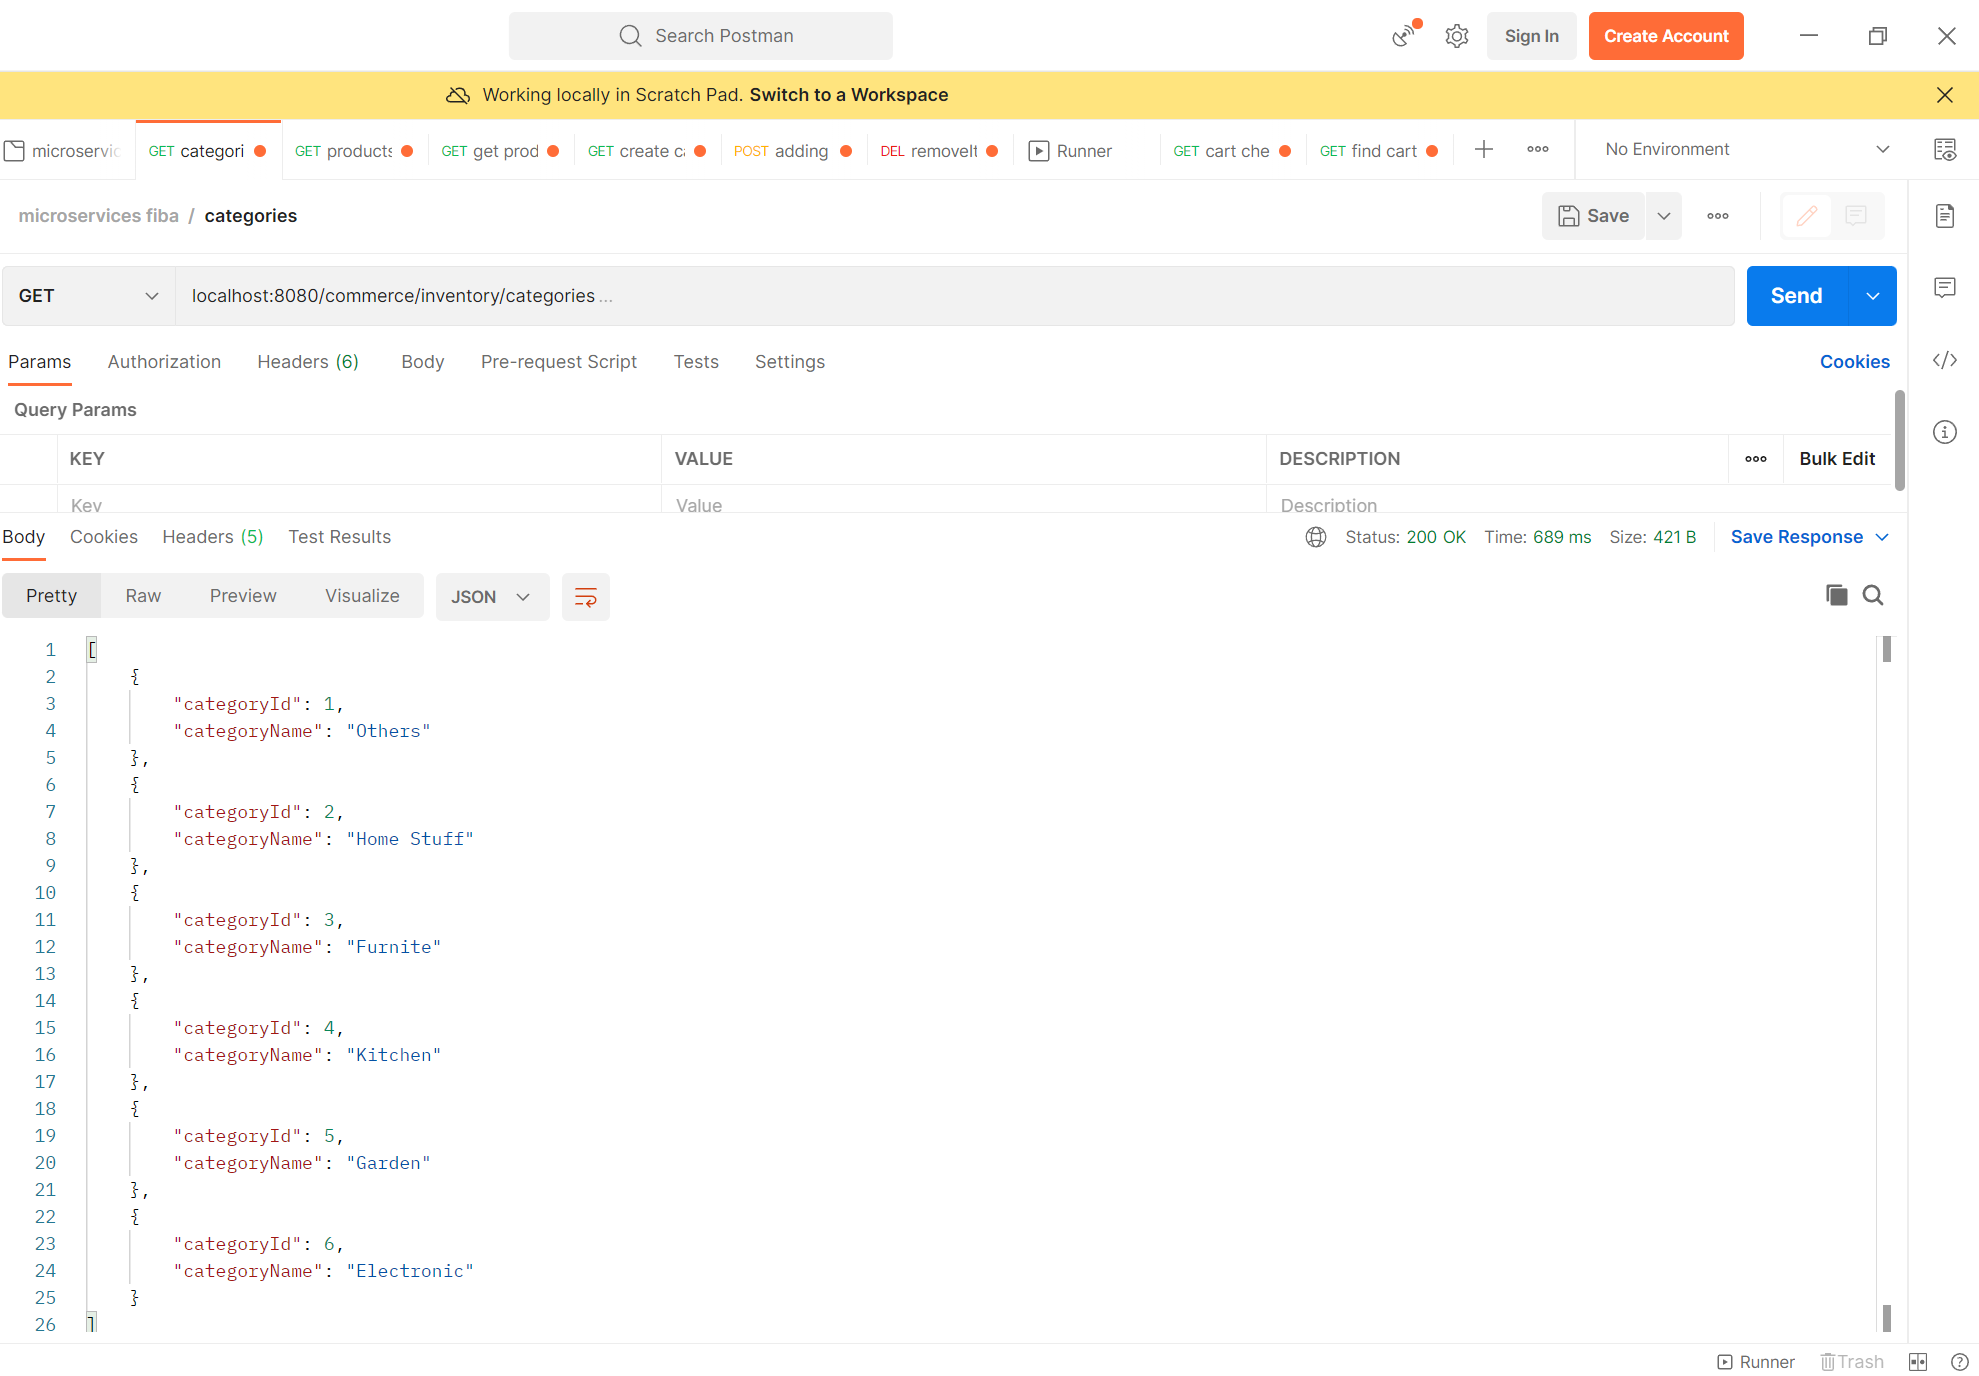 Search Postman
Sign In
Create Account
Working locally in Scratch Pad. Switch to a Workspace
microservic
GET categori
GET products
GET get prod
GET create ca
POST adding
DEL removeIt
Runner
GET cart che
GET find cart
No Environment
microservices fiba / categories
Save
GET
localhost:8080/commerce/inventory/categories ...
Send
Params
Authorization
Headers (6)
Body
Pre-request Script
Tests
Settings
Cookies
Query Params
KEY
VALUE
DESCRIPTION
Bulk Edit
Key
Value
Description
Body
Cookies
Headers (5)
Test Results
Status: 200 OK
Time: 689 ms
Size: 421 B
Save Response
Pretty
Raw
Preview
Visualize
JSON
1 [
2 {
3 "categoryId": 1,
4 "categoryName": "Others"
5 },
6 {
7 "categoryId": 2,
8 "categoryName": "Home Stuff"
9 },
10 {
11 "categoryId": 3,
12 "categoryName": "Furnite"
13 },
14 {
15 "categoryId": 4,
16 "categoryName": "Kitchen"
17 },
18 {
19 "categoryId": 5,
20 "categoryName": "Garden"
21 },
22 {
23 "categoryId": 6,
24 "categoryName": "Electronic"
25 }
26 ]
Runner
Trash